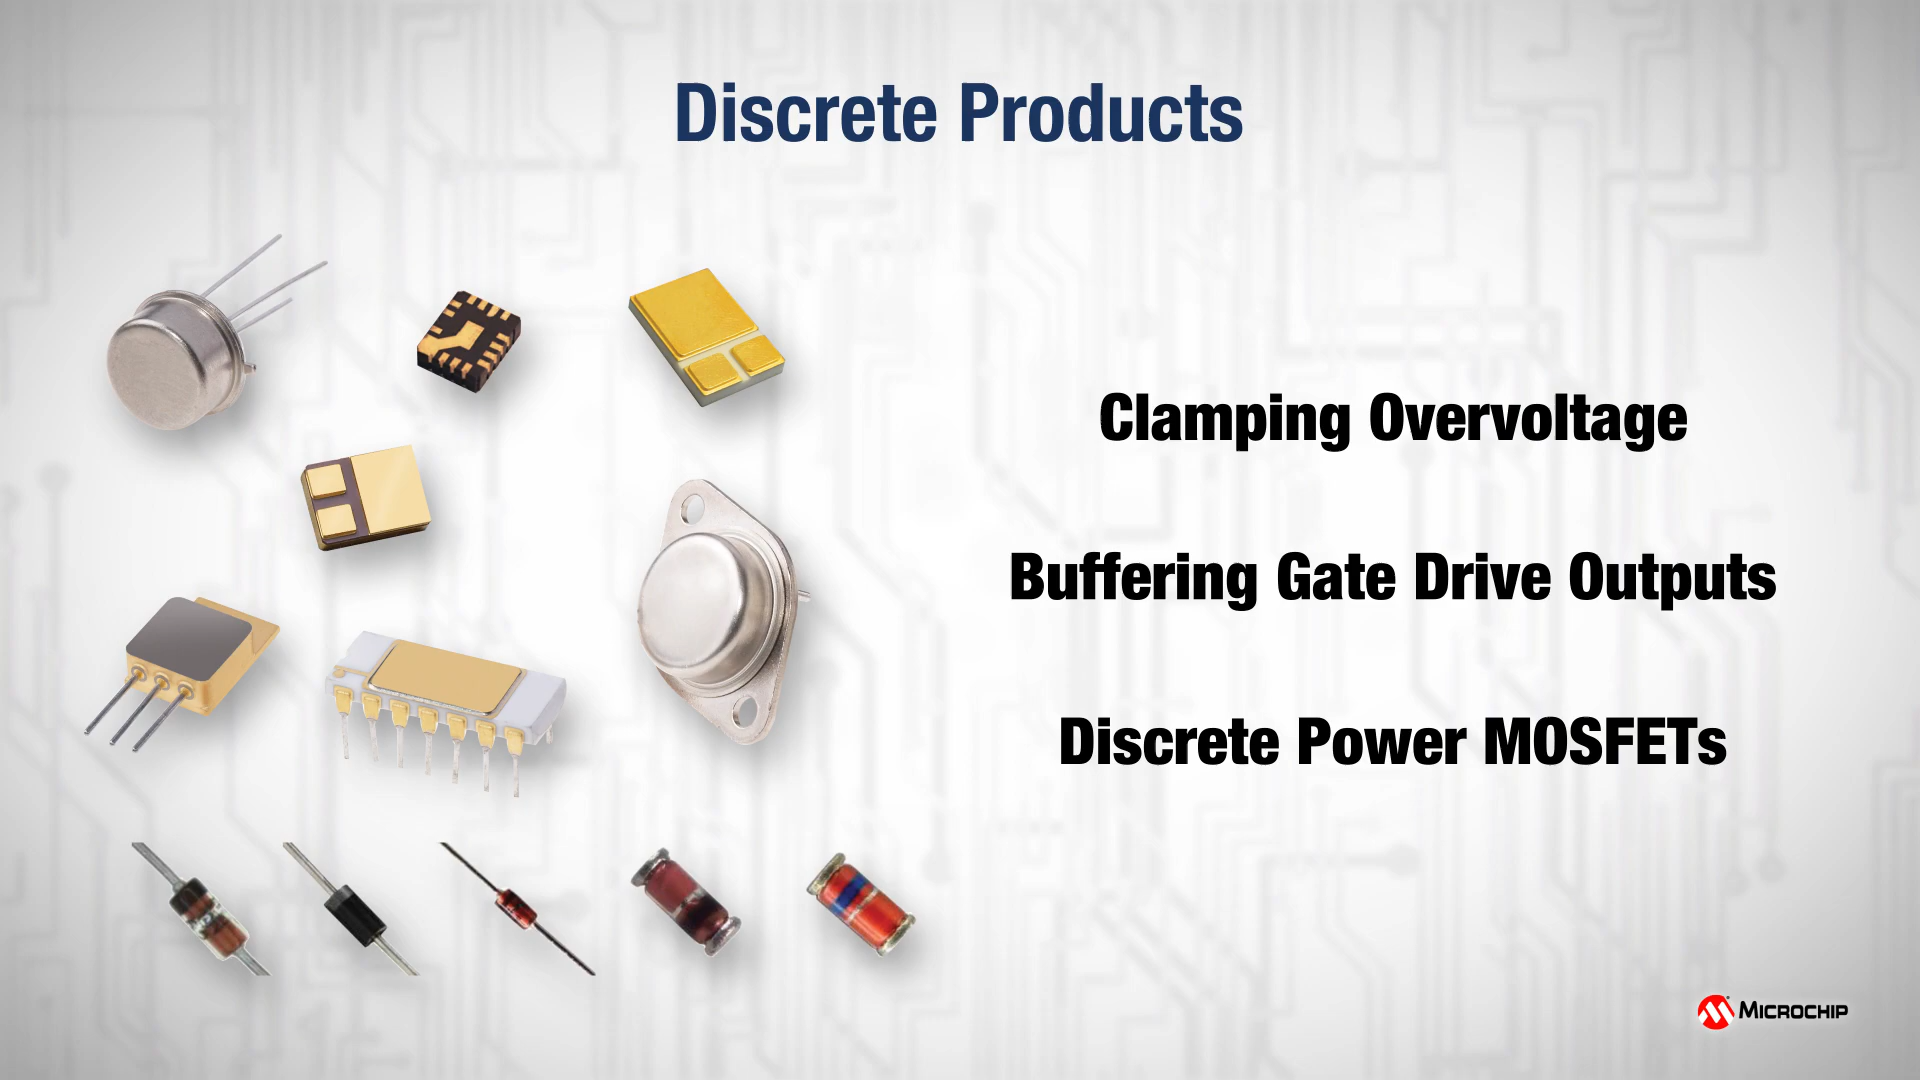 Discrete Products
Clamping Overvoltage
Buffering Gate Drive Outputs
Discrete Power MOSFETs
MICROCHIP